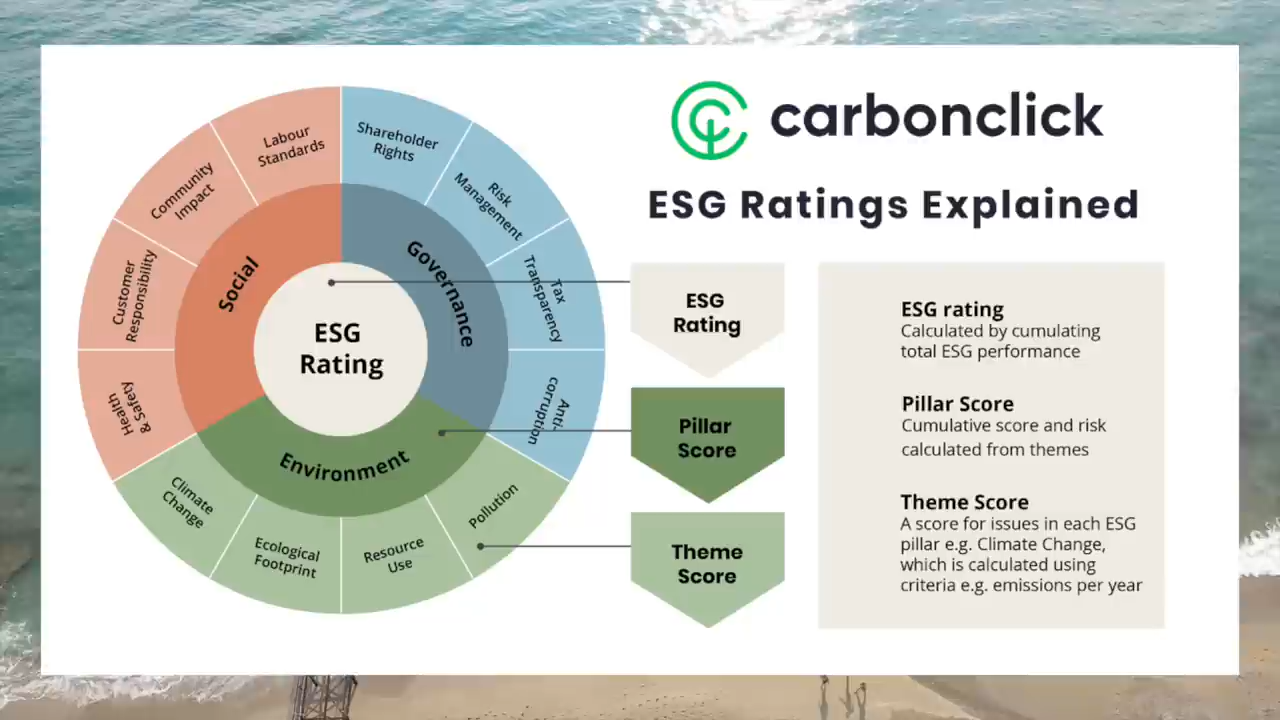 carbonclick
ESG Ratings Explained
Labour
Standards
Community
Impact
Customer
Responsibility
Health
& Safety
Social
Shareholder
Rights
Risk
Management
Tax
Transparency
Anti-
corruption
Governance
ESG
Rating
Environment
Climate
Change
Ecological
Footprint
Resource
Use
Pollution
ESG
Rating
Pillar
Score
Theme
Score
ESG rating
Calculated by cumulating
total ESG performance
Pillar Score
Cumulative score and risk
calculated from themes
Theme Score
A score for issues in each ESG
pillar e.g. Climate Change,
which is calculated using
criteria e.g. emissions per year